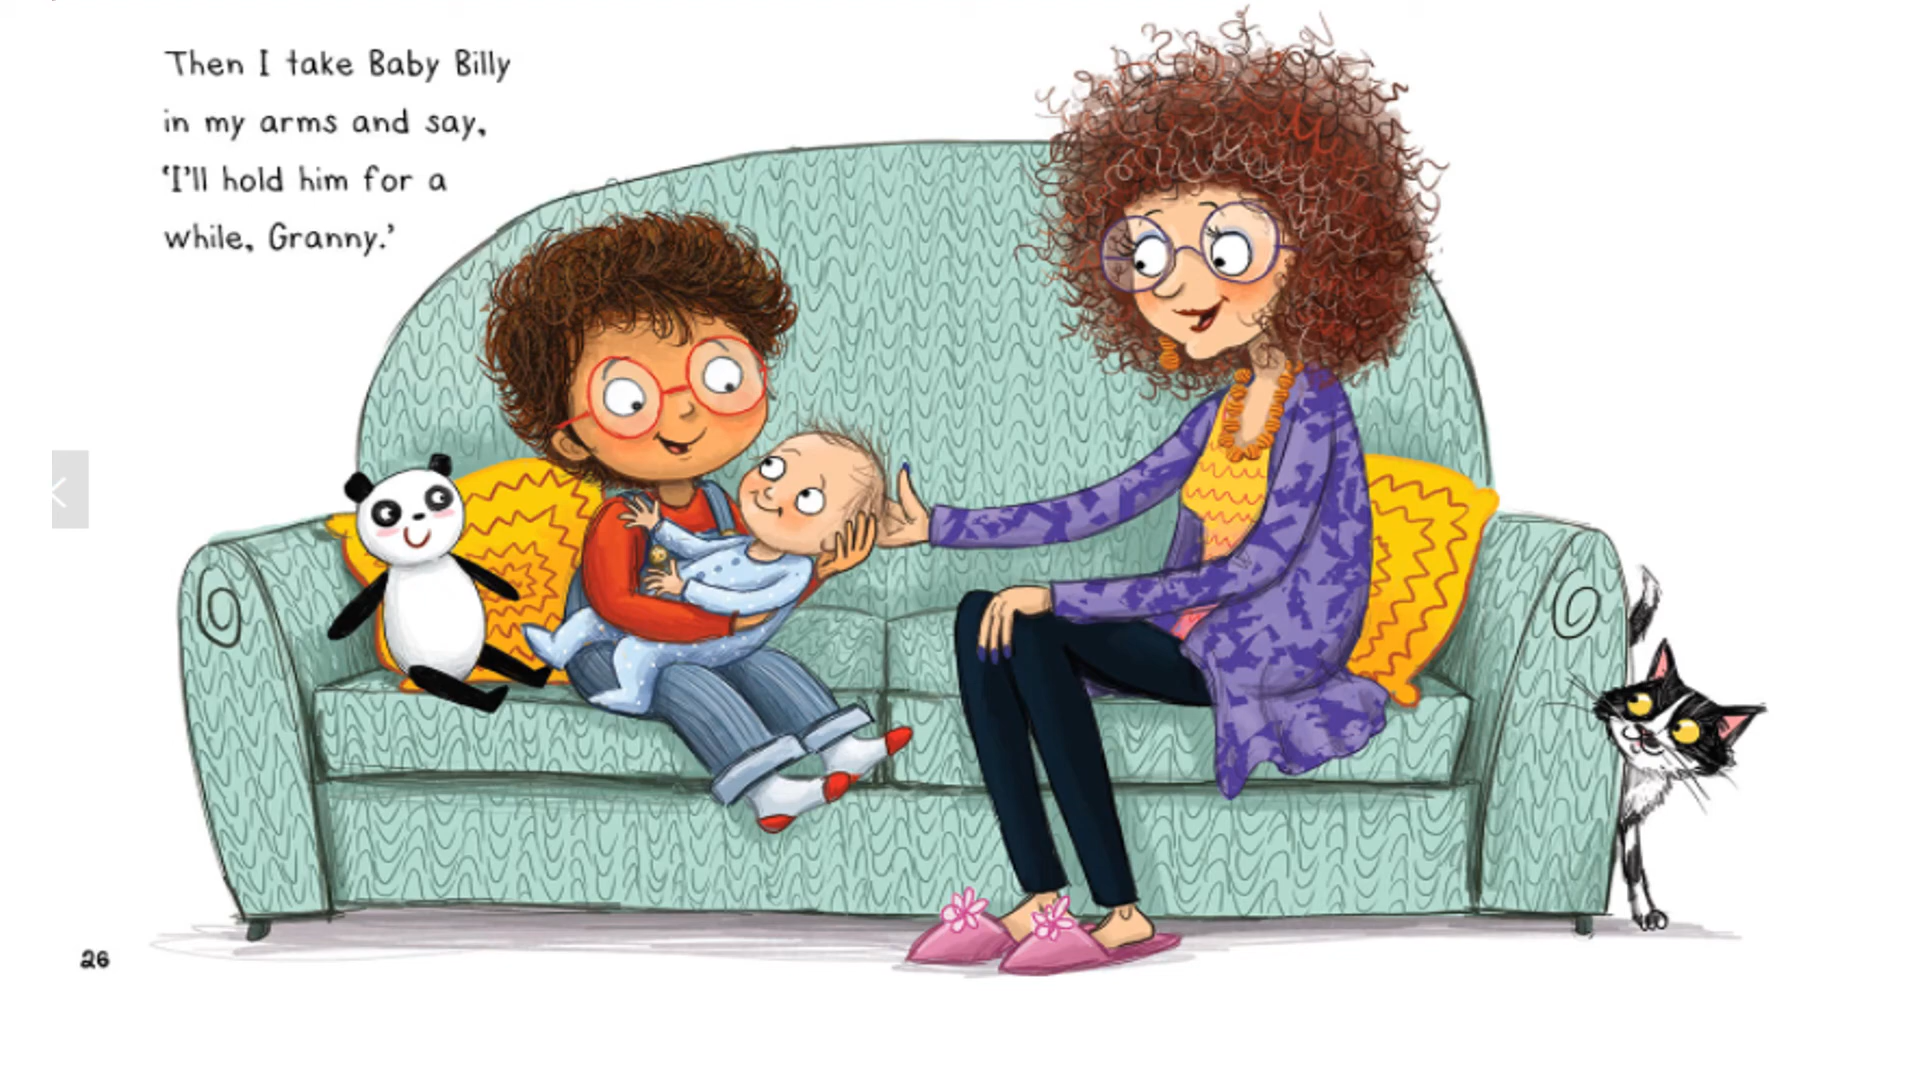 Then I take Baby Billy
in my arms and say,
‘I’ll hold him for a
while, Granny.’
26